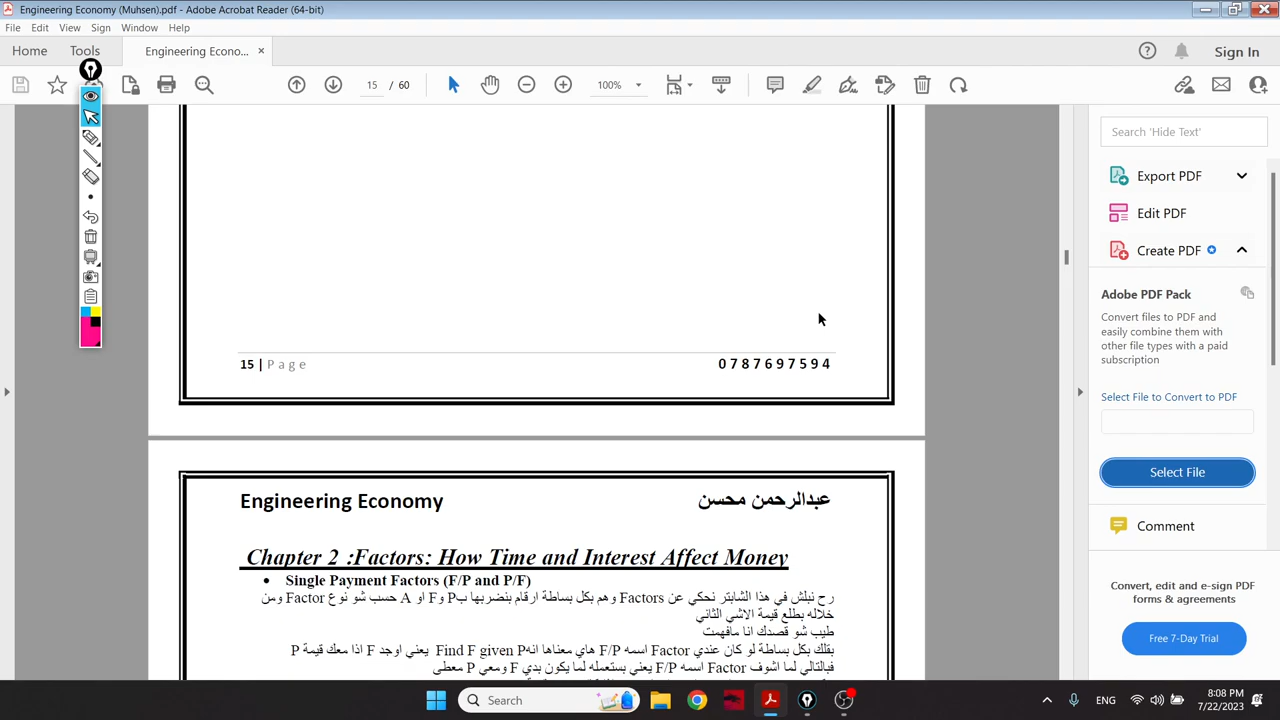 Engineering Economy (Muhsen).pdf - Adobe Acrobat Reader (64-bit)
File Edit View Sign Window Help
Home Tools Engineering Econo... × Sign In
15 / 60 100%
Search 'Hide Text'
Export PDF
Edit PDF
Create PDF
Adobe PDF Pack
Convert files to PDF and
easily combine them with
other file types with a paid
subscription
Select File to Convert to PDF
Select File
Comment
Convert, edit and e-sign PDF
forms & agreements
Free 7-Day Trial
15 | Page 0787697594
Engineering Economy عبدالرحمن محسن
Chapter 2 :Factors: How Time and Interest Affect Money
• Single Payment Factors (F/P and P/F)
رح نبلش في هذا الشابتر نحكي عن Factors وهم بكل بساطة ارقام بنضربها بP وF او A حسب شو نوع Factor ومن
خلاله بطلع قيمة الاشي الثاني
طيب شو قصدك انا مافهمت
بقلك بكل بساطة لو كان عندي Factor اسمه F/P هاي معناها انهFind F given P يعني اوجد F اذا معك قيمة P
فبالتالي لما اشوف Factor اسمه F/P يعني بستعمله لما يكون بدي F ومعي P معطى
Search
ENG
8:08 PM
7/22/2023